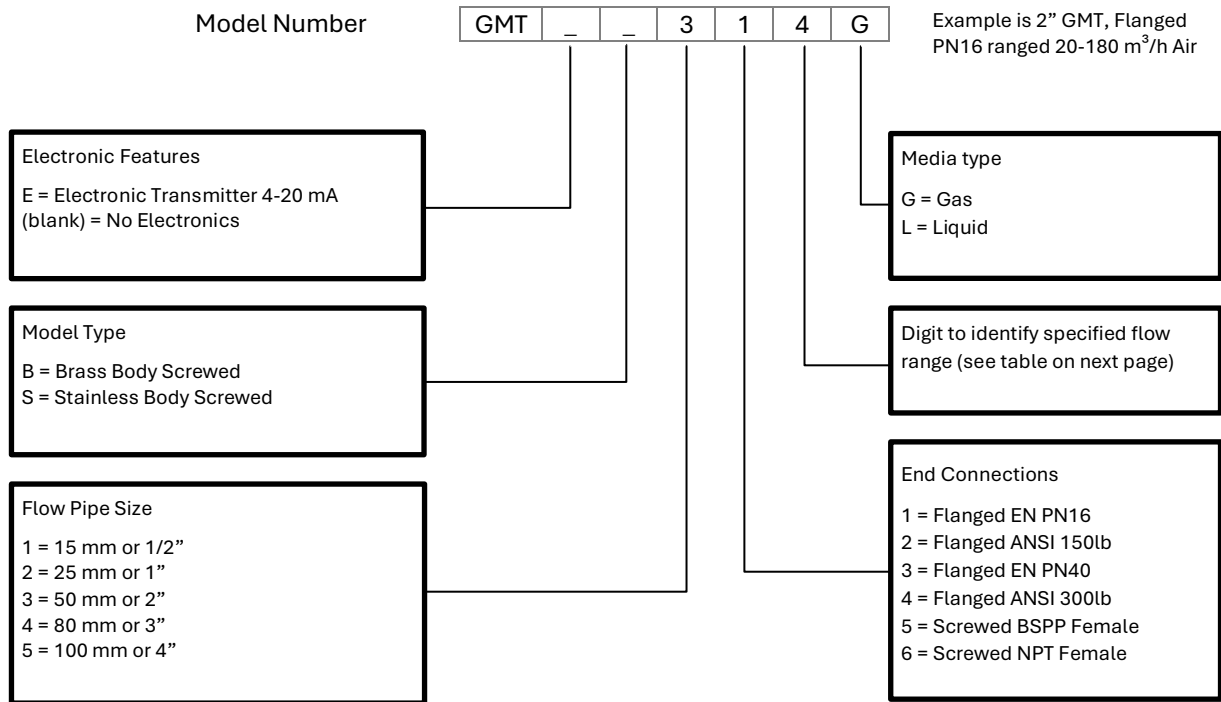 Model Number
GMT _ _ 3 1 4 G
Example is 2” GMT, Flanged
PN16 ranged 20-180 m³/h Air
Electronic Features
E = Electronic Transmitter 4-20 mA
(blank) = No Electronics
Model Type
B = Brass Body Screwed
S = Stainless Body Screwed
Flow Pipe Size
1 = 15 mm or 1/2”
2 = 25 mm or 1”
3 = 50 mm or 2”
4 = 80 mm or 3”
5 = 100 mm or 4”
Media type
G = Gas
L = Liquid
Digit to identify specified flow
range (see table on next page)
End Connections
1 = Flanged EN PN16
2 = Flanged ANSI 150lb
3 = Flanged EN PN40
4 = Flanged ANSI 300lb
5 = Screwed BSPP Female
6 = Screwed NPT Female